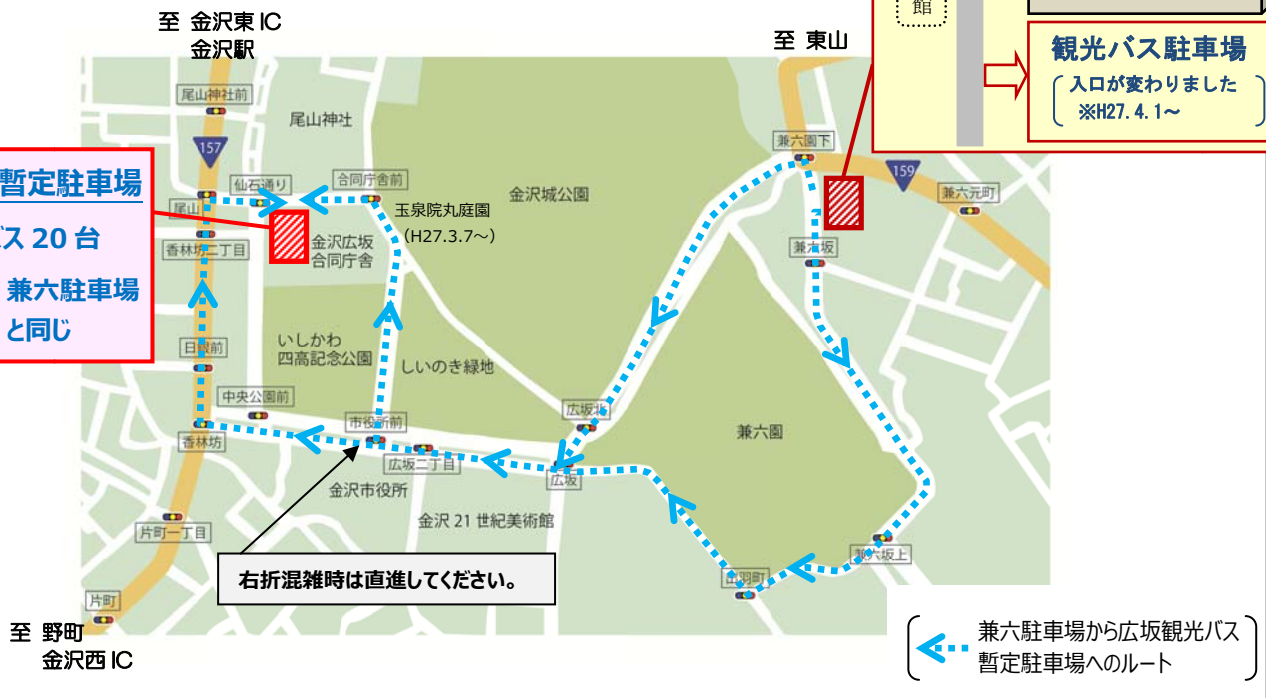 至 金沢東 IC
金沢駅
至 東山
館
観光バス駐車場
入口が変わりました
※H27.4.1～
尾山神社前
尾山神社
157
兼六園下
159
兼六元町
暫定駐車場
バス 20 台
兼六駐車場
と同じ
仙石通り
合同庁舎前
尾山
玉泉院丸庭園
(H27.3.7～)
金沢城公園
香林坊二丁目
金沢広坂
合同庁舎
兼六坂
日銀前
いしかわ
四高記念公園
しいのき緑地
中央公園前
市役所前
広坂北
兼六園
香林坊
広坂二丁目
広坂
金沢市役所
金沢 21 世紀美術館
片町一丁目
兼六坂上
右折混雑時は直進してください。
出羽町
片町
至 野町
金沢西 IC
兼六駐車場から広坂観光バス
暫定駐車場へのルート